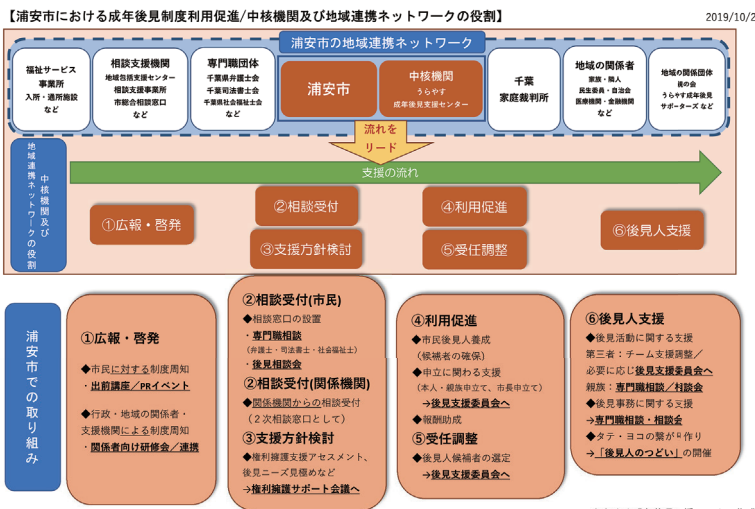 【浦安市における成年後見制度利用促進/中核機関及び地域連携ネットワークの役割】
2019/10/2
浦安市の地域連携ネットワーク
福祉サービス
事業所
入所・通所施設
など
相談支援機関
地域包括支援センター
相談支援事業所
市総合相談窓口
など
専門職団体
千葉県弁護士会
千葉司法書士会
千葉県社会福祉士会
など
浦安市
中核機関
うらやす
成年後見支援センター
千葉
家庭裁判所
地域の関係者
家族・隣人
民生委員・自治会
医療機関・金融機関
など
地域の関係団体
後の会
うらやす成年後見
サポーターズ など
流れを
リード
中核機関及び
地域連携ネットワークの役割
支援の流れ
①広報・啓発
②相談受付
③支援方針検討
④利用促進
⑤受任調整
⑥後見人支援
浦安市での取り組み
①広報・啓発
◆市民に対する制度周知
・出前講座／PRイベント
◆行政・地域の関係者・
支援機関による制度周知
・関係者向け研修会／連携
②相談受付(市民)
◆相談窓口の設置
・専門職相談
（弁護士・司法書士・社会福祉士）
・後見相談会
②相談受付(関係機関)
◆関係機関からの相談受付
（２次相談窓口として）
③支援方針検討
◆権利擁護支援アセスメント、
後見ニーズ見極めなど
→権利擁護サポート会議へ
④利用促進
◆市民後見人養成
（候補者の確保）
◆申立に関わる支援
（本人・親族申立て、市長申立て）
→後見支援委員会へ
◆報酬助成
⑤受任調整
◆後見人候補者の選定
→後見支援委員会へ
⑥後見人支援
◆後見活動に関する支援
第三者：チーム支援調整／
必要に応じ後見支援委員会へ
親族：専門職相談／相談会
◆後見事務に関する支援
→専門職相談・相談会
◆タテ・ヨコの繋がり作り
→「後見人のつどい」の開催